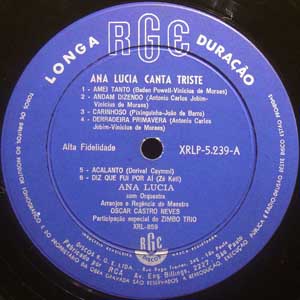 LONGA RGE DURAÇÃO
ANA LUCIA CANTA TRISTE
1 - AMEI TANTO (Baden Powell-Vinicius de Moraes)
2 - ANDAM DIZENDO (Antonio Carlos Jobim-Vinicius de Moraes)
3 - CARINHOSO (Pixinguinha-João de Barro)
4 - DERRADEIRA PRIMAVERA (Antonio Carlos Jobim-Vinicius de Moraes)
Alta Fidelidade
XRLP-5.239-A
5 - ACALANTO (Dorival Caymmi)
6 - DIZ QUE FUI POR AÍ (Zé Keti)
ANA LUCIA
com Orquestra
Arranjos e Regência de Maestro
OSCAR CASTRO NEVES
Participação especial do ZIMBO TRIO
XRL-859
RGE
DISCOS